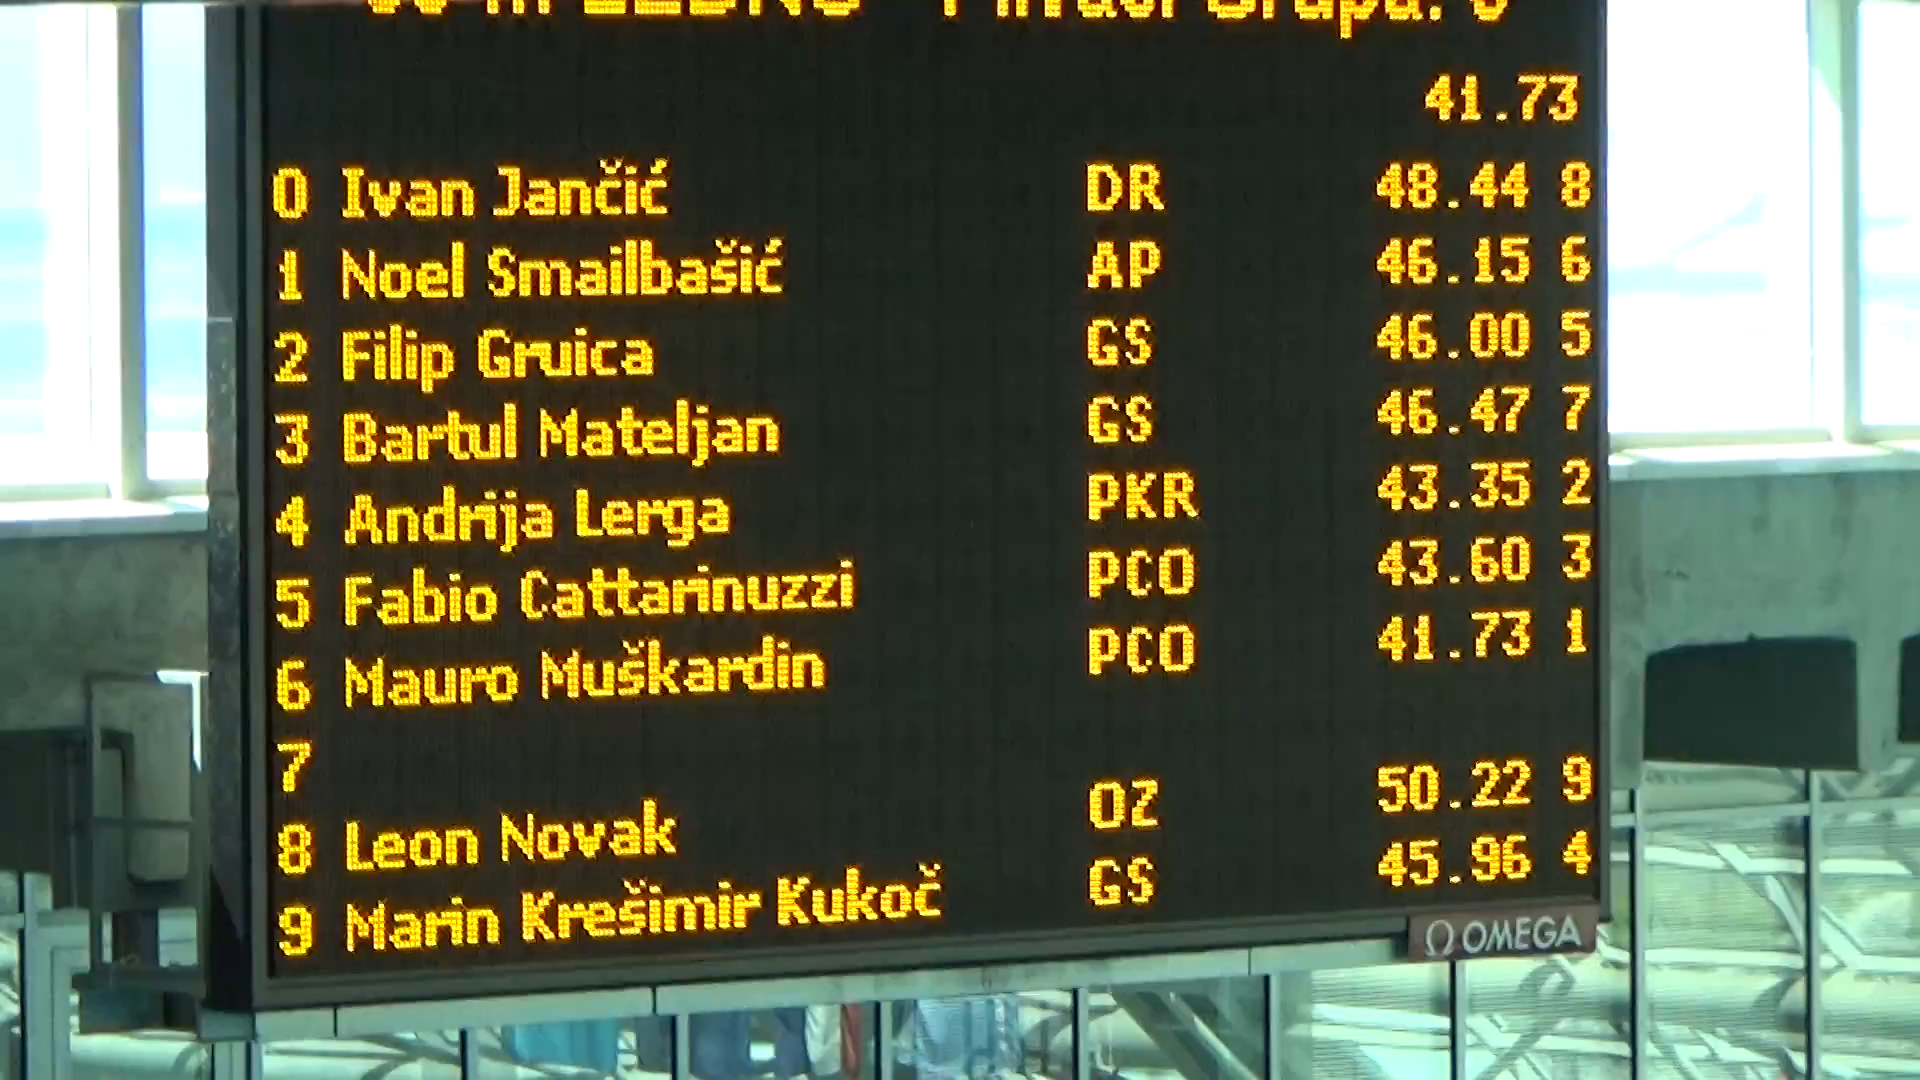 41.73
0 Ivan Jančić DR 48.44 8
1 Noel Smailbašić AP 46.15 6
2 Filip Gruica GS 46.00 5
3 Bartul Mateljan GS 46.47 7
4 Andrija Lerga PKR 43.35 2
5 Fabio Cattarinuzzi PCO 43.60 3
6 Mauro Muškardin PCO 41.73 1
7
8 Leon Novak OZ 50.22 9
9 Marin Krešimir Kukoč GS 45.96 4
Ω OMEGA